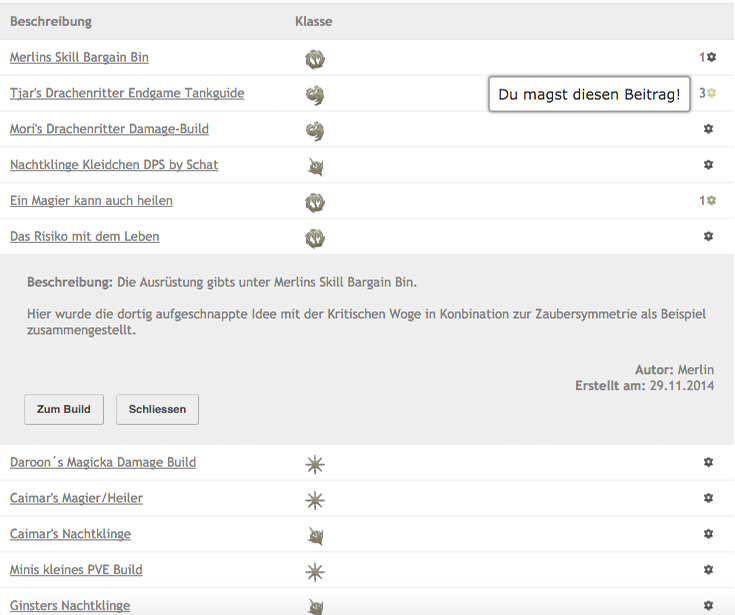 Beschreibung Klasse
Merlins Skill Bargain Bin 1
Tjar's Drachenritter Endgame Tankguide Du magst diesen Beitrag! 3
Mori's Drachenritter Damage-Build
Nachtklinge Kleidchen DPS by Schat
Ein Magier kann auch heilen 1
Das Risiko mit dem Leben
Beschreibung: Die Ausrüstung gibts unter Merlins Skill Bargain Bin.
Hier wurde die dortig aufgeschnappte Idee mit der Kritischen Woge in Konbination zur Zaubersymmetrie als Beispiel
zusammengestellt.
Autor: Merlin
Erstellt am: 29.11.2014
Zum Build Schliessen
Daroon´s Magicka Damage Build
Caimar's Magier/Heiler
Caimar's Nachtklinge
Minis kleines PVE Build
Ginsters Nachtklinge